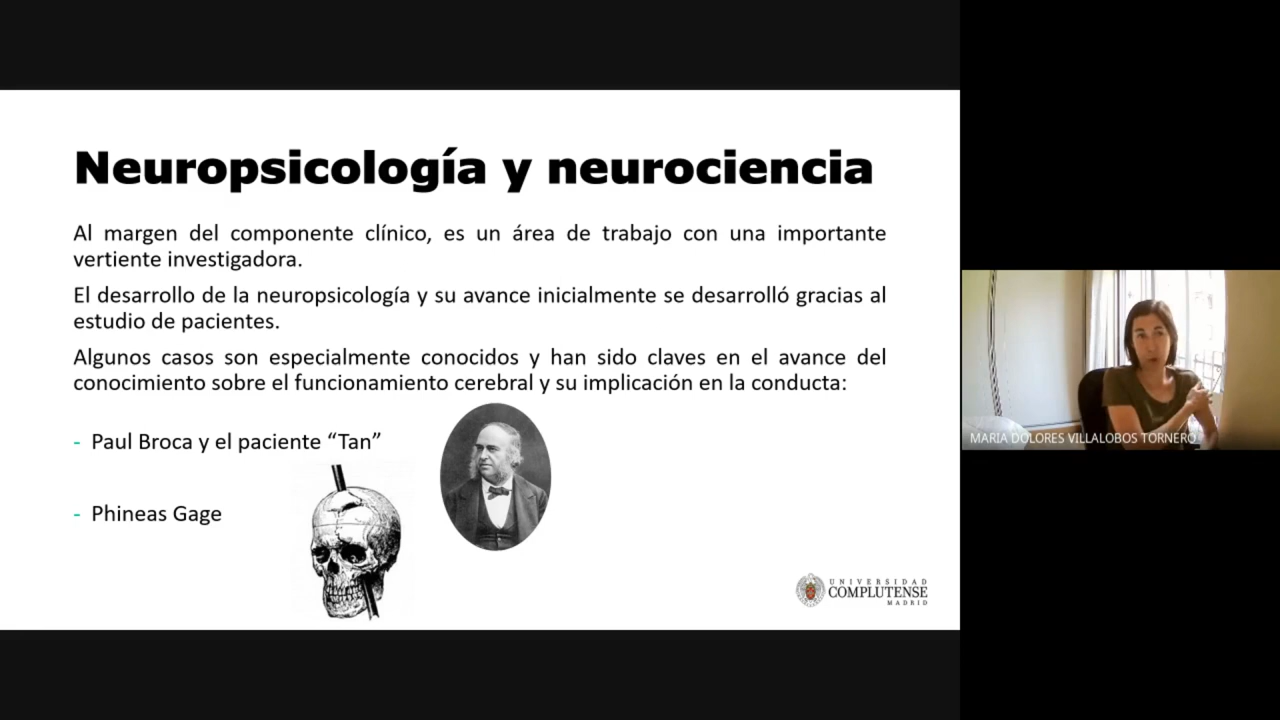 Neuropsicología y neurociencia
Al margen del componente clínico, es un área de trabajo con una importante
vertiente investigadora.
El desarrollo de la neuropsicología y su avance inicialmente se desarrolló gracias al
estudio de pacientes.
Algunos casos son especialmente conocidos y han sido claves en el avance del
conocimiento sobre el funcionamiento cerebral y su implicación en la conducta:
- Paul Broca y el paciente “Tan”
- Phineas Gage
UNIVERSIDAD
COMPLUTENSE
MADRID
MARIA DOLORES VILLALOBOS TORNERO